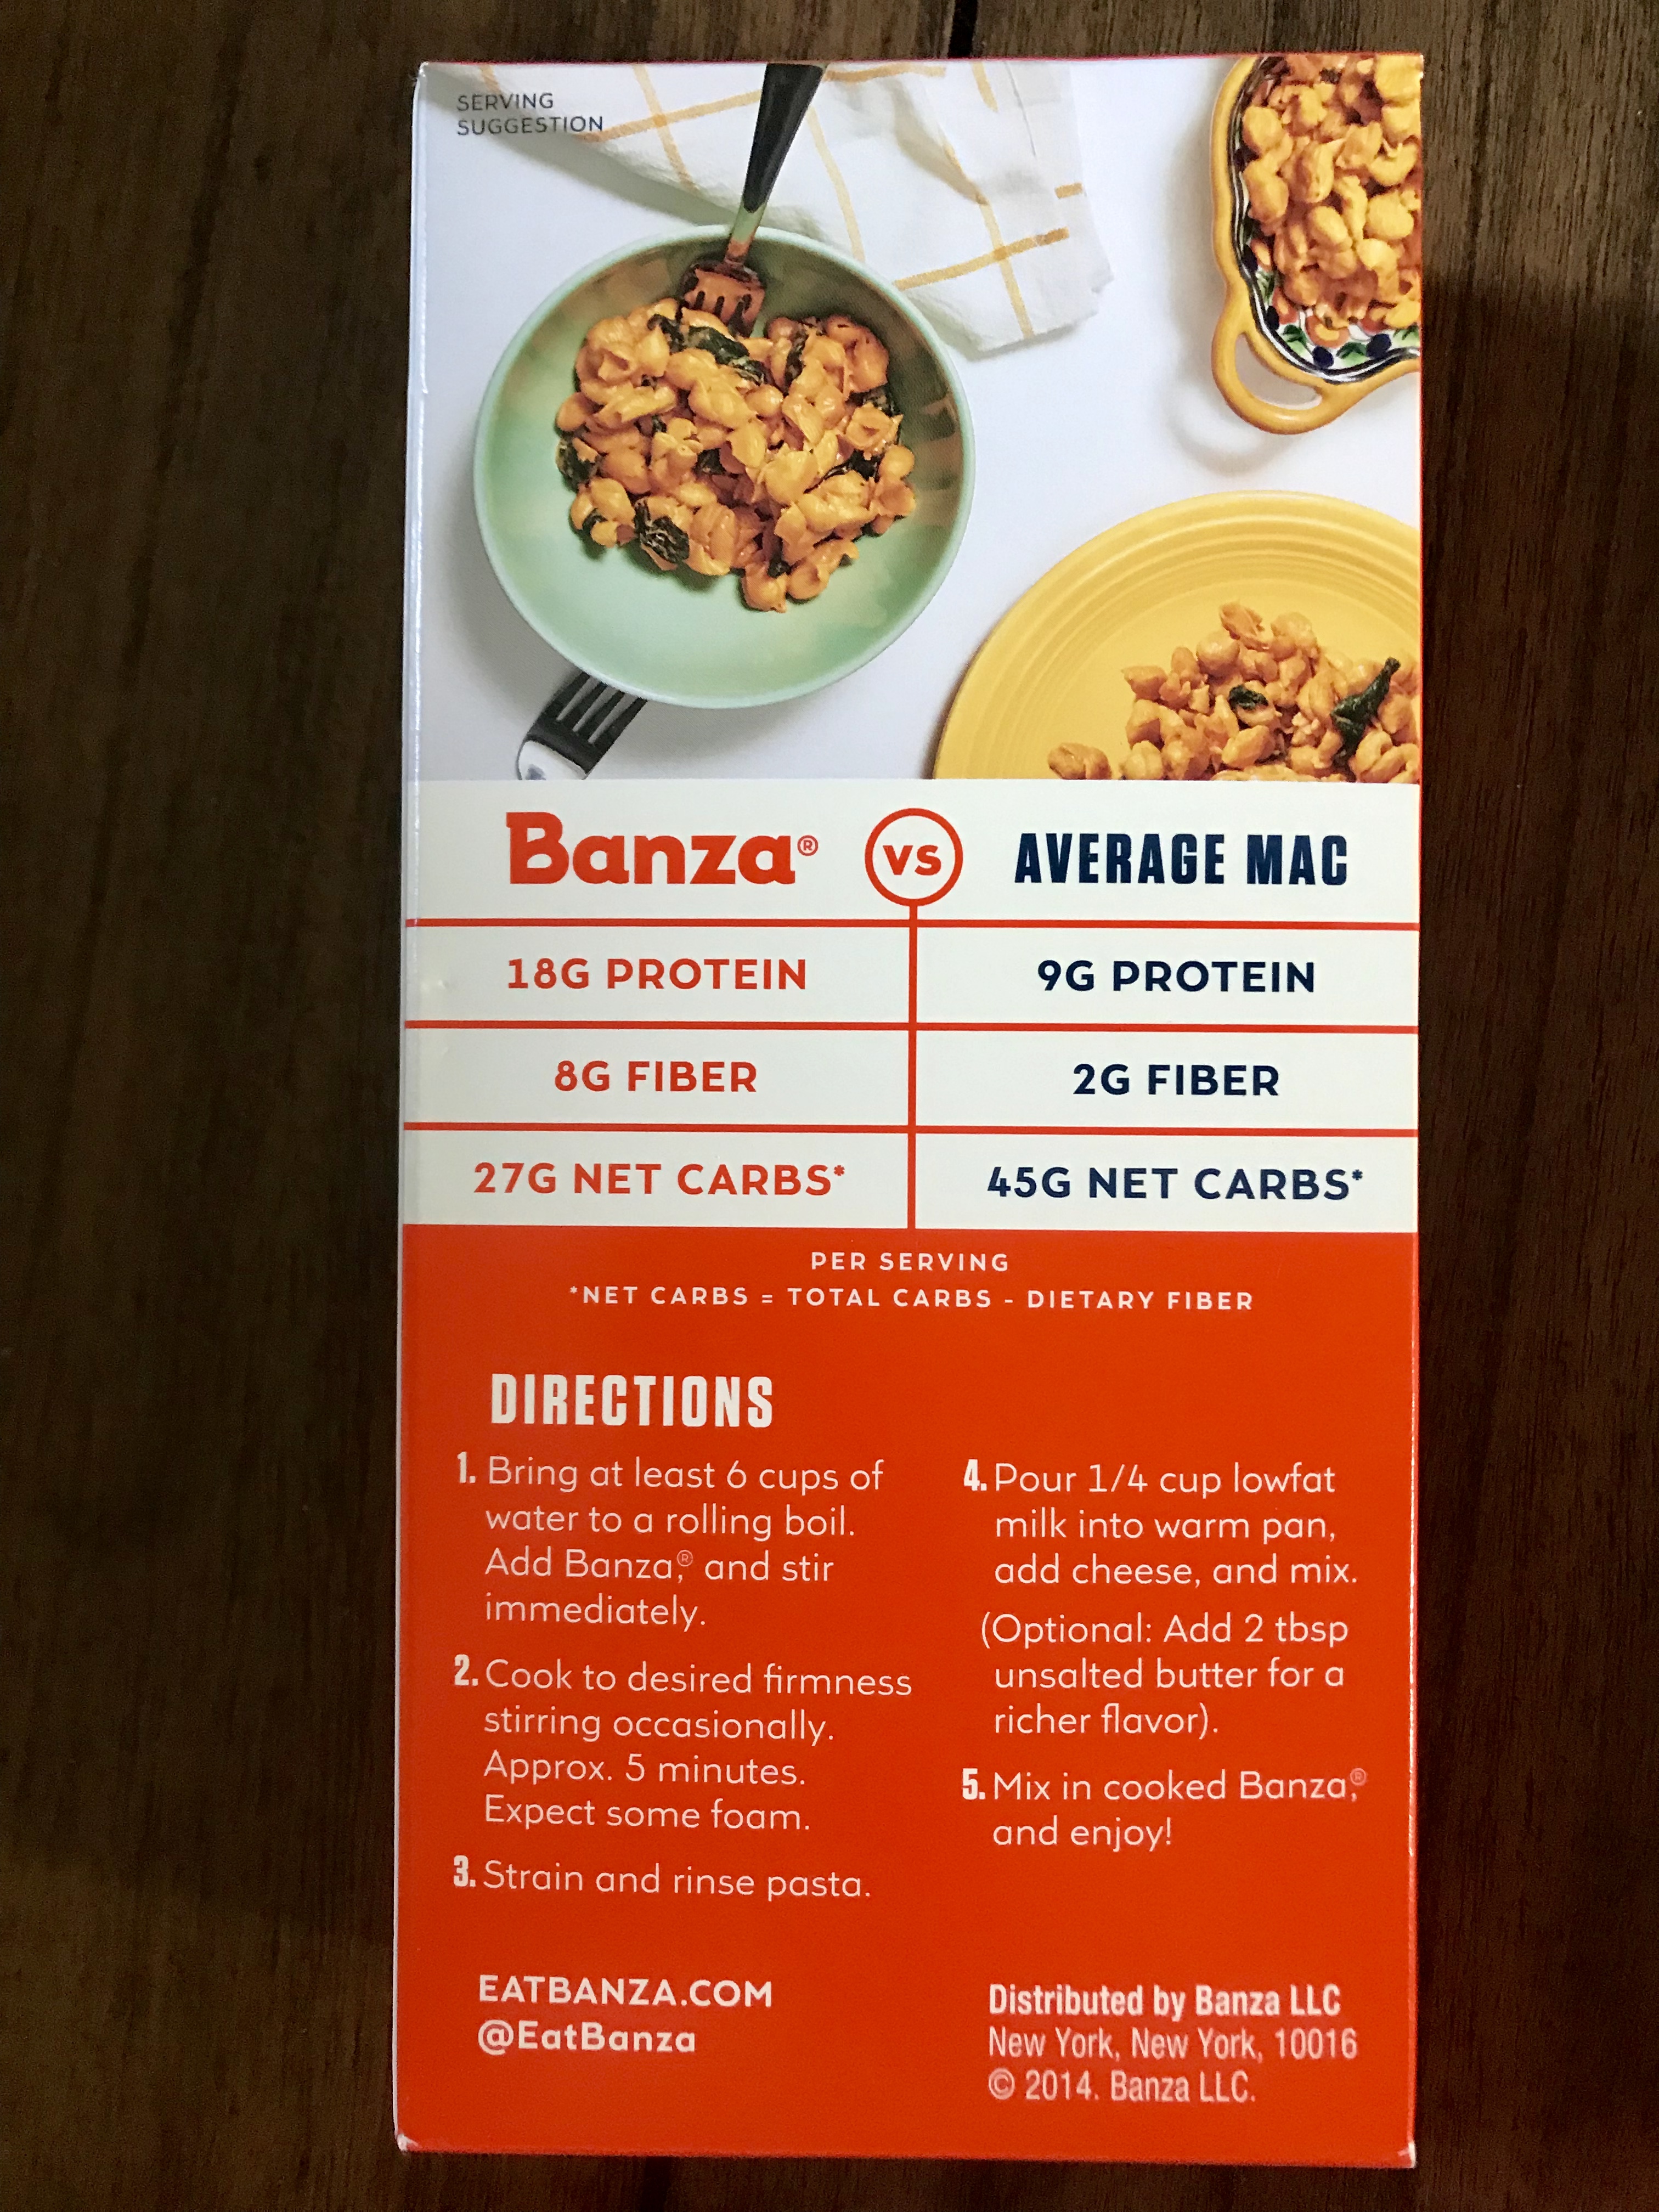 SERVING
SUGGESTION
Banza® VS AVERAGE MAC
18G PROTEIN 9G PROTEIN
8G FIBER 2G FIBER
27G NET CARBS* 45G NET CARBS*
PER SERVING
*NET CARBS = TOTAL CARBS - DIETARY FIBER
DIRECTIONS
1. Bring at least 6 cups of
water to a rolling boil.
Add Banza,® and stir
immediately.
2. Cook to desired firmness
stirring occasionally.
Approx. 5 minutes.
Expect some foam.
3. Strain and rinse pasta.
4. Pour 1/4 cup lowfat
milk into warm pan,
add cheese, and mix.
(Optional: Add 2 tbsp
unsalted butter for a
richer flavor).
5. Mix in cooked Banza,®
and enjoy!
EATBANZA.COM
@EatBanza
Distributed by Banza LLC
New York, New York, 10016
© 2014. Banza LLC.